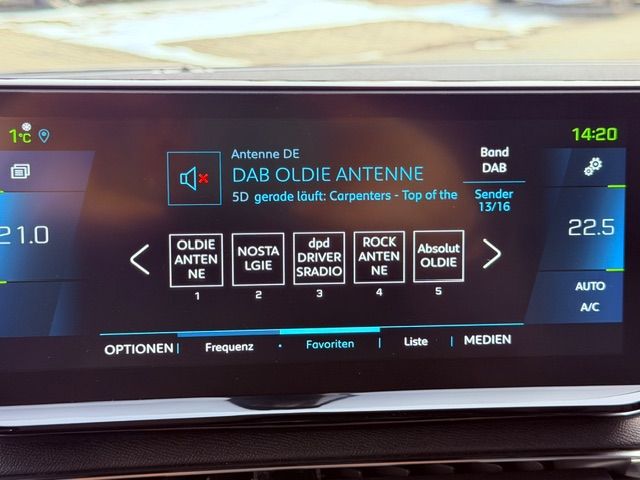 1°C
14:20
Antenne DE
DAB OLDIE ANTENNE
5D gerade läuft: Carpenters - Top of the
Band
DAB
Sender
13/16
21.0
22.5
AUTO
A/C
OLDIE
ANTEN
NE
1
NOSTA
LGIE
2
dpd
DRIVER
SRADIO
3
ROCK
ANTEN
NE
4
Absolut
OLDIE
5
OPTIONEN
Frequenz
Favoriten
Liste
MEDIEN